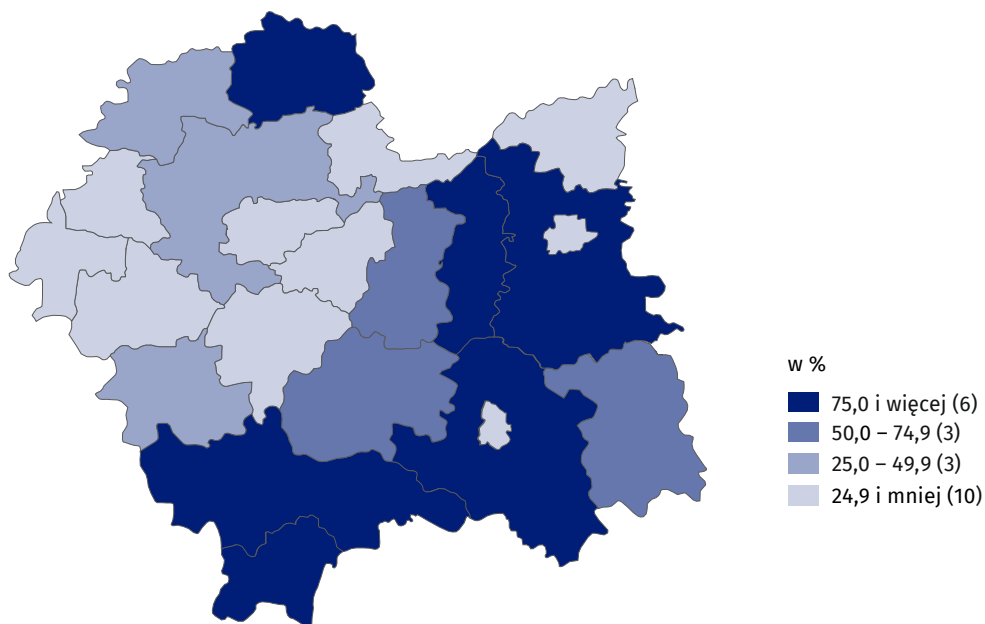 w %
75,0 i więcej (6)
50,0 – 74,9 (3)
25,0 – 49,9 (3)
24,9 i mniej (10)